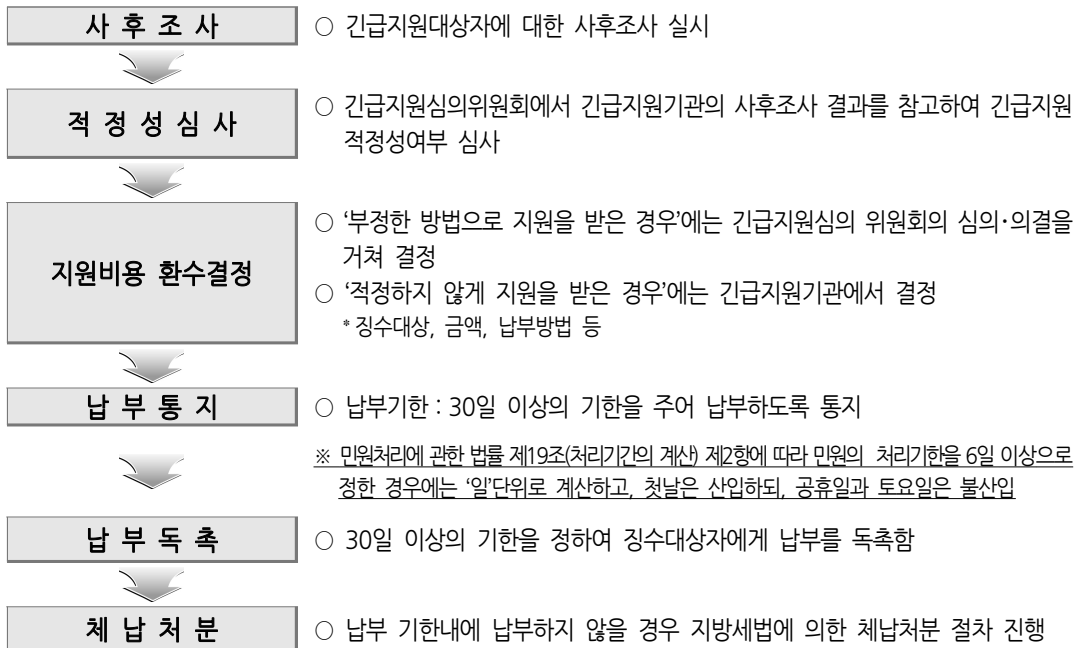 사 후 조 사
○ 긴급지원대상자에 대한 사후조사 실시
적 정 성 심 사
○ 긴급지원심의위원회에서 긴급지원기관의 사후조사 결과를 참고하여 긴급지원
적정성여부 심사
지원비용 환수결정
○ ‘부정한 방법으로 지원을 받은 경우’에는 긴급지원심의 위원회의 심의·의결을
거쳐 결정
○ ‘적정하지 않게 지원을 받은 경우’에는 긴급지원기관에서 결정
* 징수대상, 금액, 납부방법 등
납 부 통 지
○ 납부기한 : 30일 이상의 기한을 주어 납부하도록 통지
※ 민원처리에 관한 법률 제19조(처리기간의 계산) 제2항에 따라 민원의 처리기한을 6일 이상으로
정한 경우에는 ‘일’단위로 계산하고, 첫날은 산입하되, 공휴일과 토요일은 불산입
납 부 독 촉
○ 30일 이상의 기한을 정하여 징수대상자에게 납부를 독촉함
체 납 처 분
○ 납부 기한내에 납부하지 않을 경우 지방세법에 의한 체납처분 절차 진행